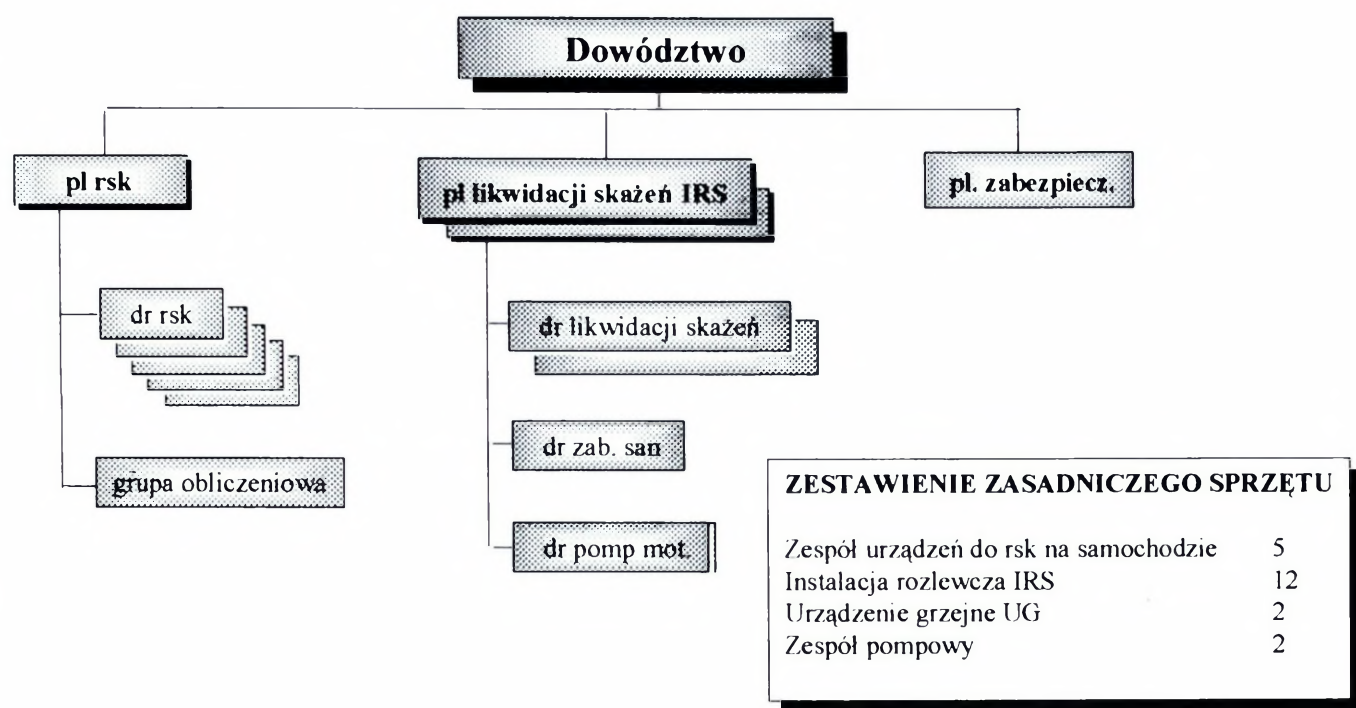 Dowództwo
pl rsk
pl likwidacji skażeń IRS
pl. zabezpiecz.
dr rsk
grupa obliczeniowa
dr likwidacji skażeń
dr zab. san
dr pomp mot.
ZESTAWIENIE ZASADNICZEGO SPRZĘTU
Zespół urządzeń do rsk na samochodzie 5
Instalacja rozlewcza IRS 12
Urządzenie grzejne UG 2
Zespół pompowy 2